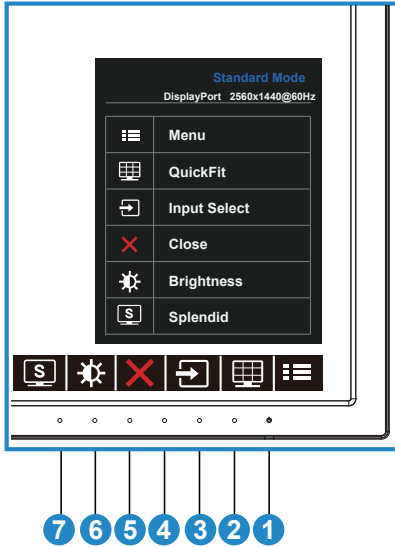 Standard Mode
DisplayPort 2560x1440@60Hz
Menu
QuickFit
Input Select
Close
Brightness
S Splendid
S
7 6 5 4 3 2 1